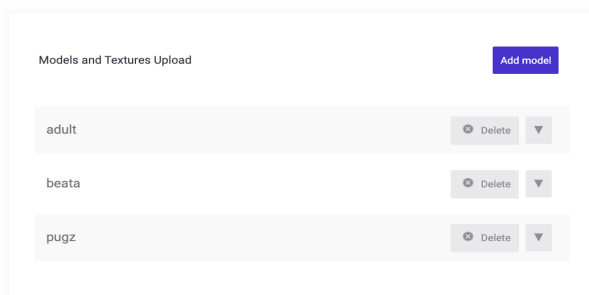 Models and Textures Upload Add model
adult Delete
beata Delete
pugz Delete